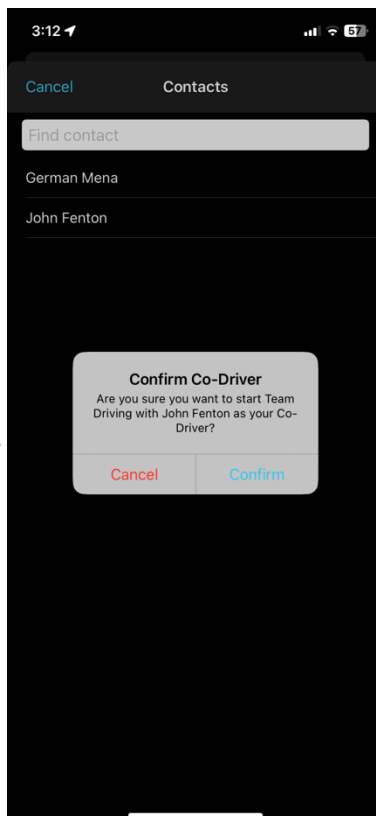 3:12
57
Cancel
Contacts
Find contact
German Mena
John Fenton
Confirm Co-Driver
Are you sure you want to start Team
Driving with John Fenton as your Co-
Driver?
Cancel
Confirm